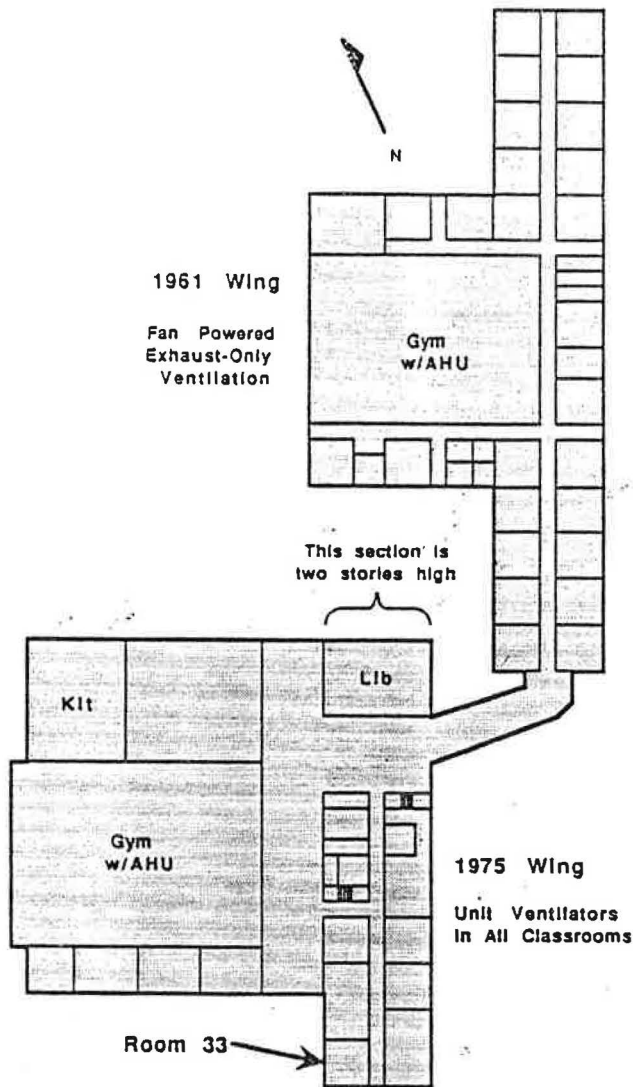 N
1961 Wing
Fan Powered
Exhaust-Only
Ventilation
Gym
w/AHU
This section is
two stories high
Lib
Kit
Gym
w/AHU
1975 Wing
Unit Ventilators
in All Classrooms
Room 33